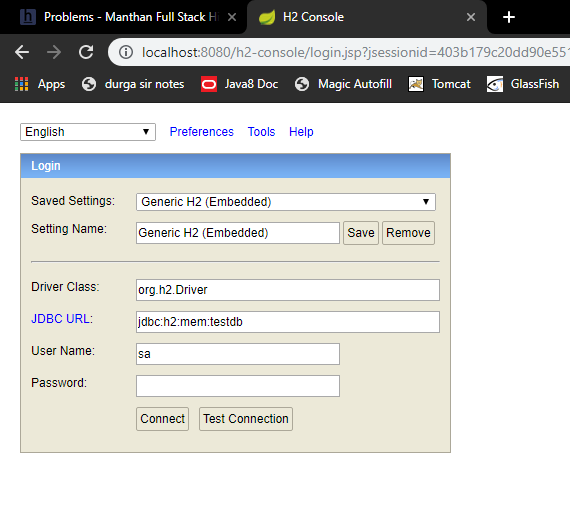 Problems - Manthan Full Stack H
H2 Console
localhost:8080/h2-console/login.jsp?jsessionid=403b179c20dd90e551
Apps durga sir notes Java8 Doc Magic Autofill Tomcat GlassFish
English Preferences Tools Help
Login
Saved Settings: Generic H2 (Embedded)
Setting Name: Generic H2 (Embedded) Save Remove
Driver Class: org.h2.Driver
JDBC URL: jdbc:h2:mem:testdb
User Name: sa
Password:
Connect Test Connection